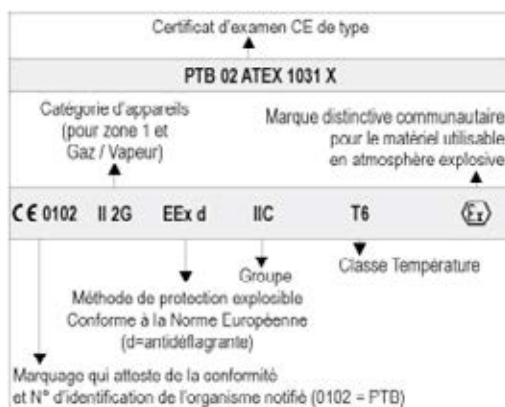 Certificat d'examen CE de type
PTB 02 ATEX 1031 X
Catégorie d'appareils
(pour zone 1 et
Gaz / Vapeur)
Marque distinctive communautaire
pour le matériel utilisable
en atmosphère explosive
CE 0102 II 2G EEx d IIC T6 Ex
Groupe
Classe Température
Méthode de protection explosible
Conforme à la Norme Européenne
(d=antidéflagrante)
Marquage qui atteste de la conformité
et N° d'identification de l'organisme notifié (0102 = PTB)